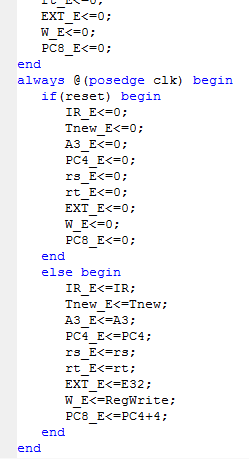 rt_E<=0;
EXT_E<=0;
W_E<=0;
PC8_E<=0;
end
always @(posedge clk) begin
if(reset) begin
IR_E<=0;
Tnew_E<=0;
A3_E<=0;
PC4_E<=0;
rs_E<=0;
rt_E<=0;
EXT_E<=0;
W_E<=0;
PC8_E<=0;
end
else begin
IR_E<=IR;
Tnew_E<=Tnew;
A3_E<=A3;
PC4_E<=PC4;
rs_E<=rs;
rt_E<=rt;
EXT_E<=E32;
W_E<=RegWrite;
PC8_E<=PC4+4;
end
end